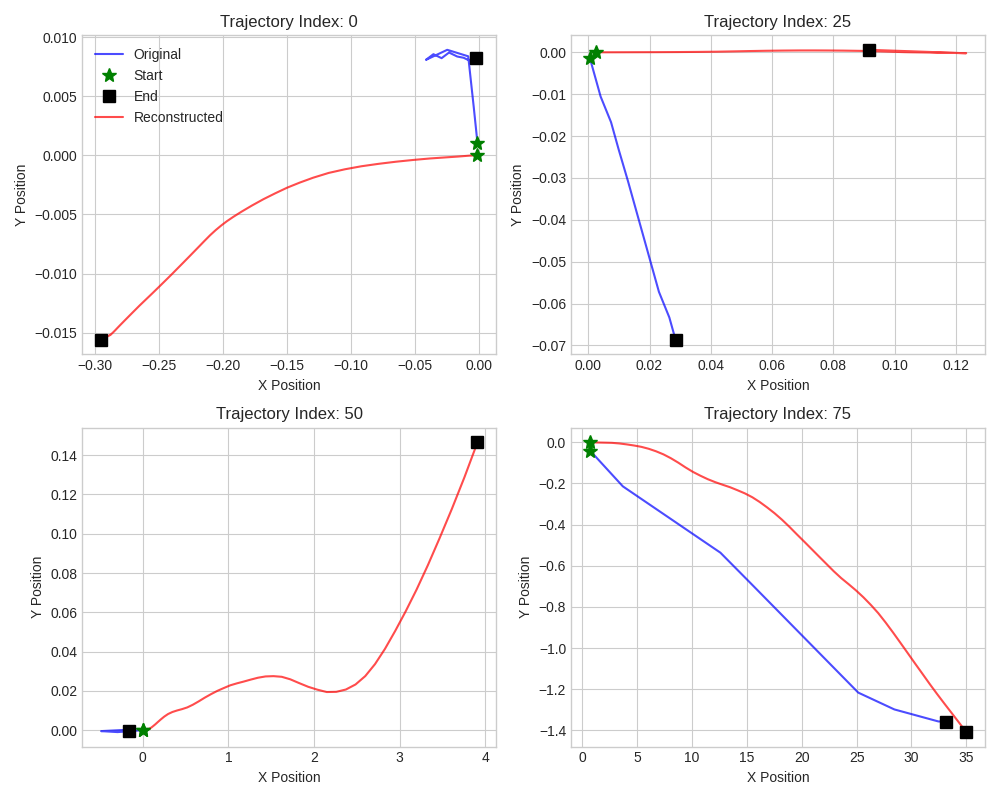 Trajectory Index: 0
0.010
0.005
0.000
−0.005
−0.010
−0.015
Y Position
Original
Start
End
Reconstructed
−0.30 −0.25 −0.20 −0.15 −0.10 −0.05 0.00
X Position
Trajectory Index: 25
0.00
−0.01
−0.02
−0.03
−0.04
−0.05
−0.06
−0.07
Y Position
0.00 0.02 0.04 0.06 0.08 0.10 0.12
X Position
Trajectory Index: 50
0.14
0.12
0.10
0.08
0.06
0.04
0.02
0.00
Y Position
0 1 2 3 4
X Position
Trajectory Index: 75
0.0
−0.2
−0.4
−0.6
−0.8
−1.0
−1.2
−1.4
Y Position
0 5 10 15 20 25 30 35
X Position